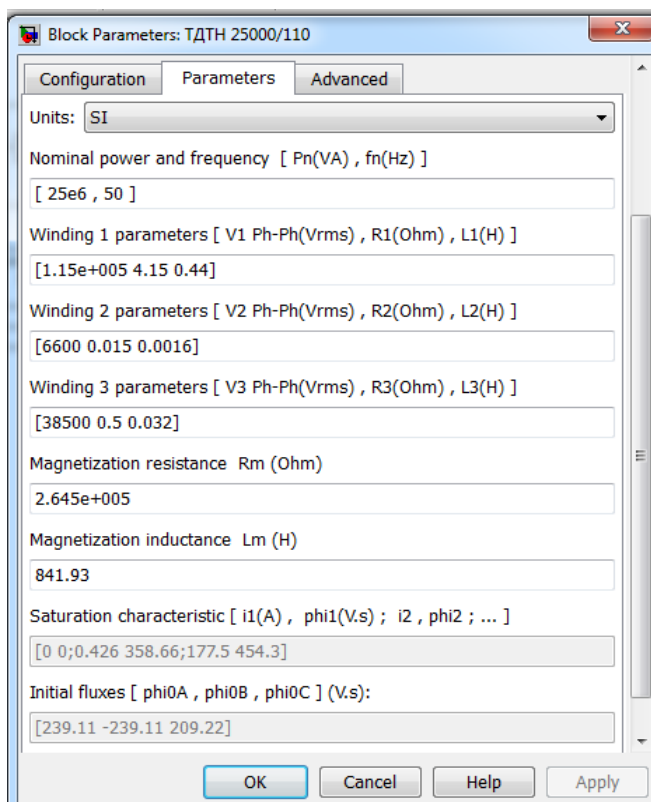 Block Parameters: ТДТН 25000/110
Configuration Parameters Advanced
Units: SI
Nominal power and frequency [ Pn(VA) , fn(Hz) ]
[ 25e6 , 50 ]
Winding 1 parameters [ V1 Ph-Ph(Vrms) , R1(Ohm) , L1(H) ]
[1.15e+005 4.15 0.44]
Winding 2 parameters [ V2 Ph-Ph(Vrms) , R2(Ohm) , L2(H) ]
[6600 0.015 0.0016]
Winding 3 parameters [ V3 Ph-Ph(Vrms) , R3(Ohm) , L3(H) ]
[38500 0.5 0.032]
Magnetization resistance Rm (Ohm)
2.645e+005
Magnetization inductance Lm (H)
841.93
Saturation characteristic [ i1(A) , phi1(V.s) ; i2 , phi2 ; ... ]
[0 0;0.426 358.66;177.5 454.3]
Initial fluxes [ phi0A , phi0B , phi0C ] (V.s):
[239.11 -239.11 209.22]
OK Cancel Help Apply